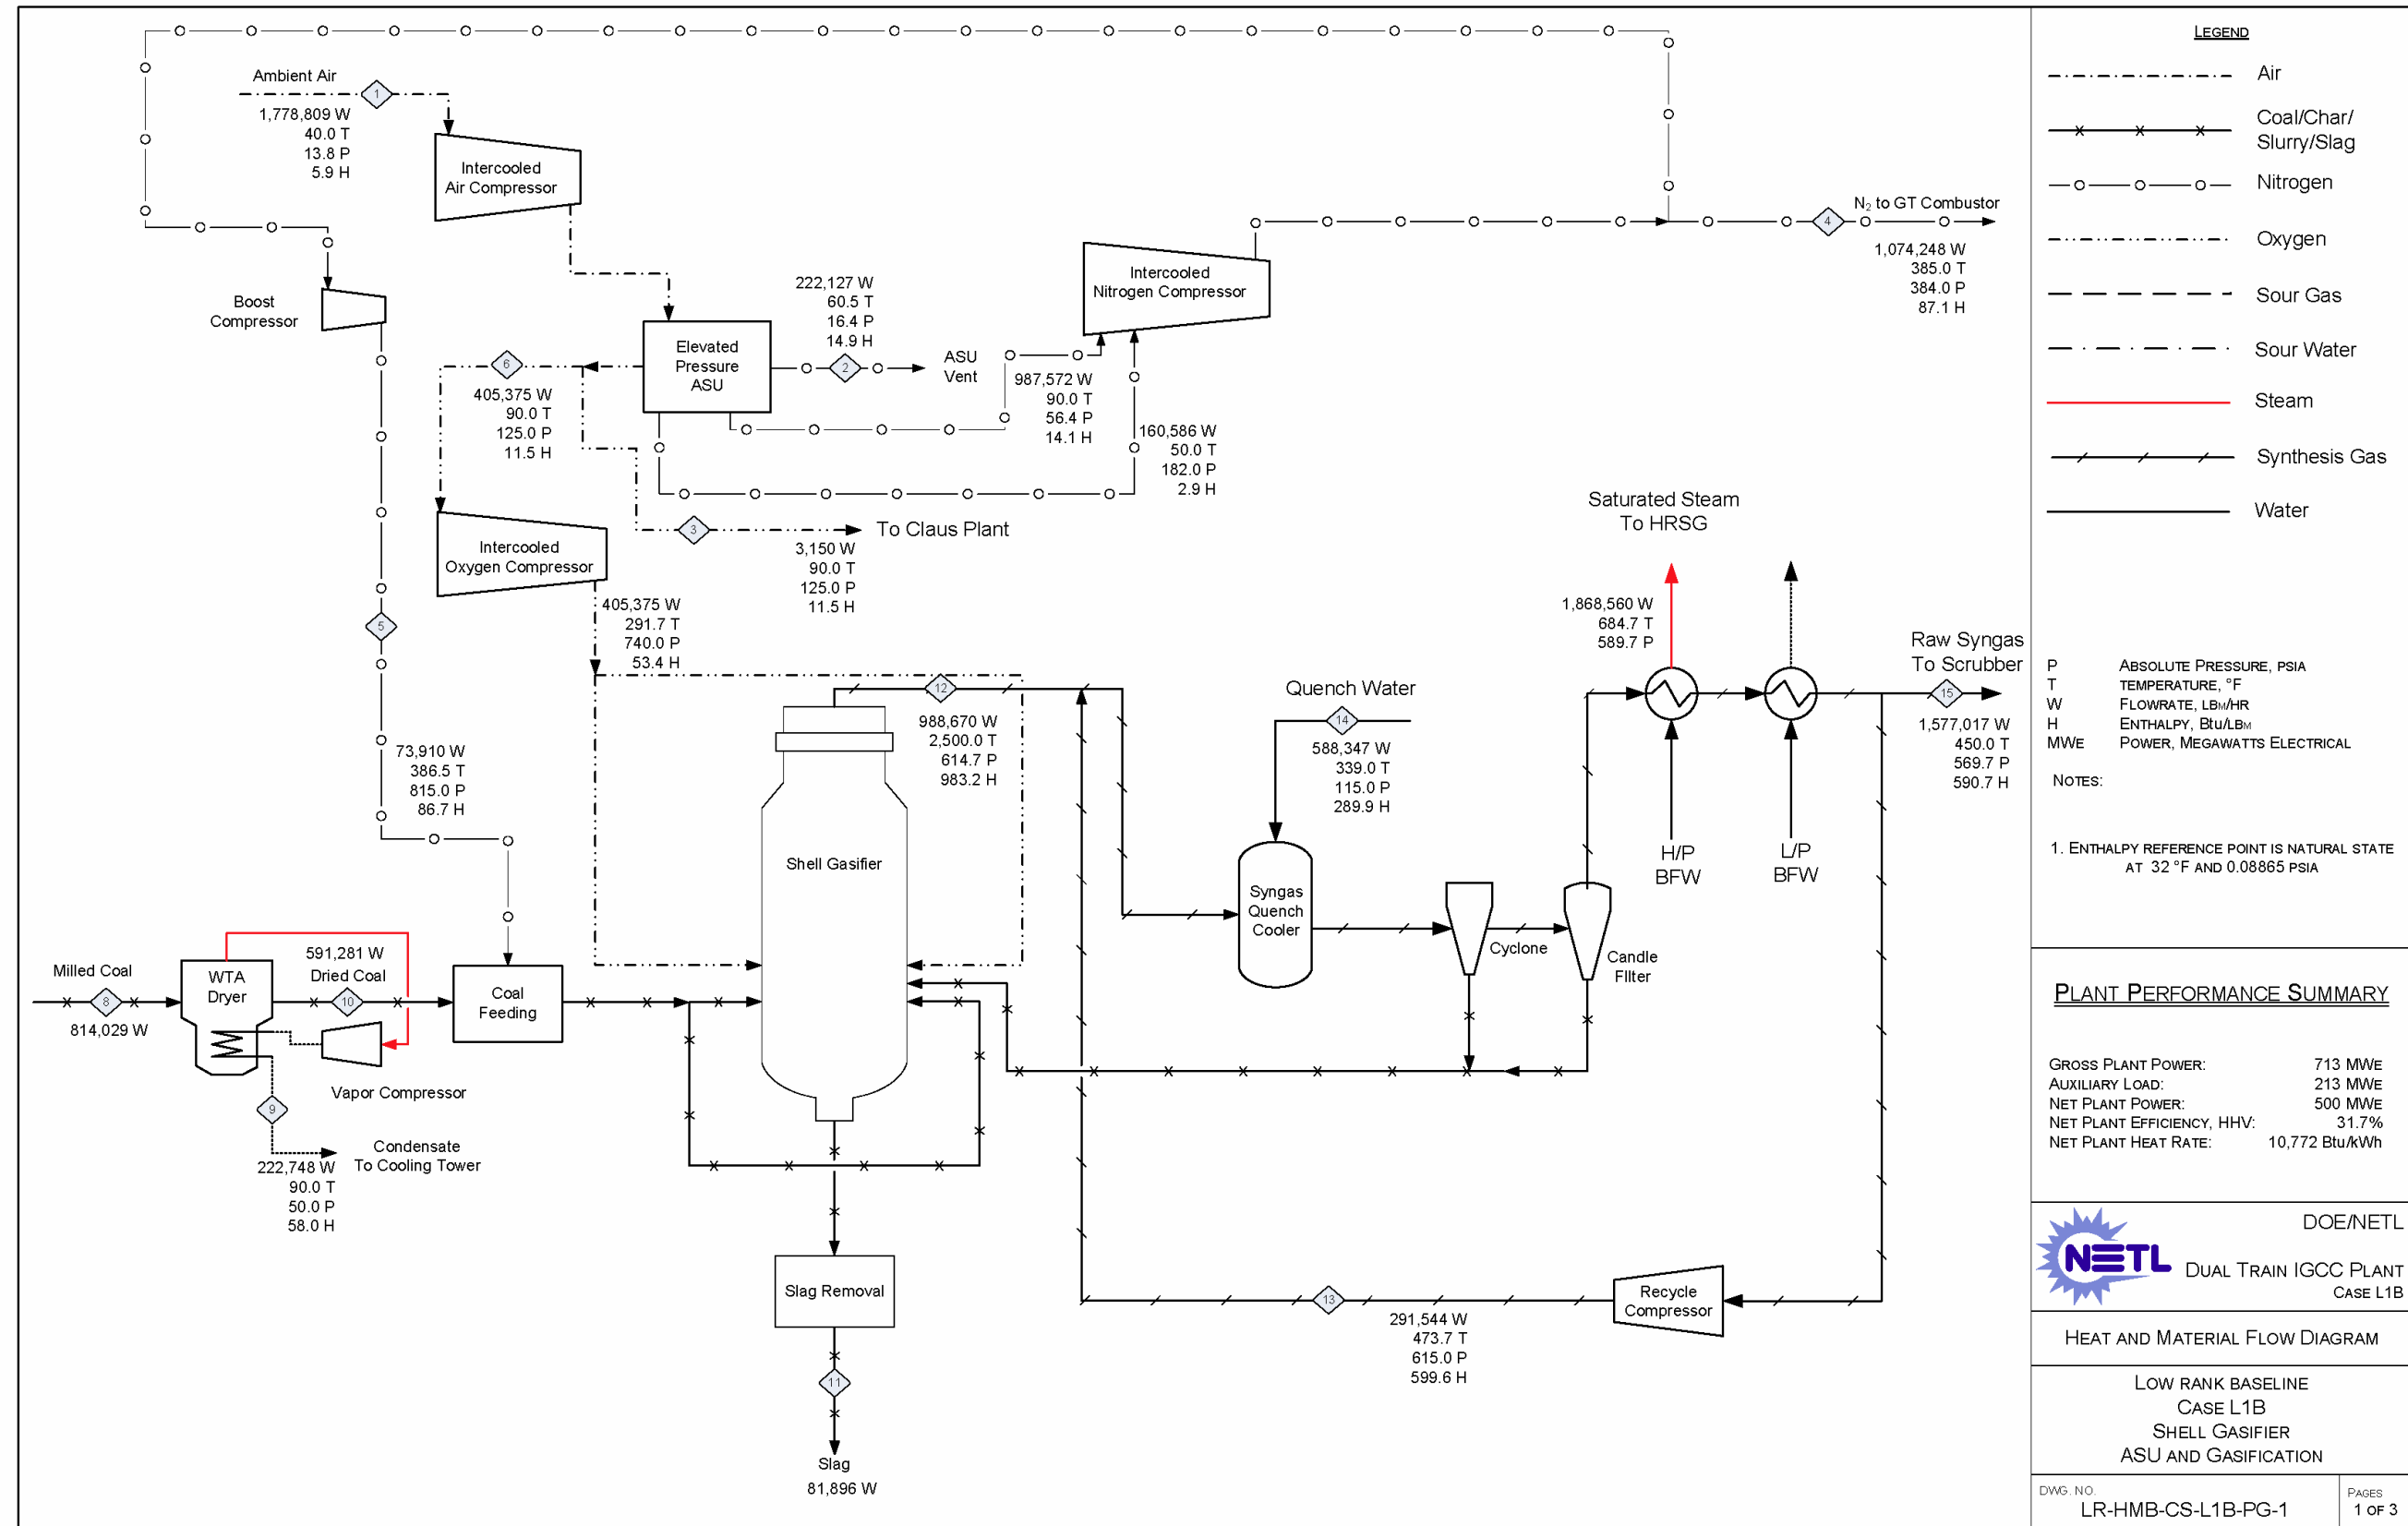 Ambient Air
1
1,778,809 W
40.0 T
13.8 P
5.9 H
Intercooled
Air Compressor
Boost
Compressor
Elevated
Pressure
ASU
222,127 W
60.5 T
16.4 P
14.9 H
2
ASU
Vent
Intercooled
Nitrogen Compressor
987,572 W
90.0 T
56.4 P
14.1 H
160,586 W
50.0 T
182.0 P
2.9 H
N2 to GT Combustor
4
1,074,248 W
385.0 T
384.0 P
87.1 H
6
405,375 W
90.0 T
125.0 P
11.5 H
Intercooled
Oxygen Compressor
3
To Claus Plant
3,150 W
90.0 T
125.0 P
11.5 H
405,375 W
291.7 T
740.0 P
53.4 H
5
73,910 W
386.5 T
815.0 P
86.7 H
12
988,670 W
2,500.0 T
614.7 P
983.2 H
Shell Gasifier
Quench Water
14
588,347 W
339.0 T
115.0 P
289.9 H
Syngas
Quench
Cooler
Cyclone
Candle
FIlter
Saturated Steam
To HRSG
1,868,560 W
684.7 T
589.7 P
H/P
BFW
L/P
BFW
Raw Syngas
To Scrubber
15
1,577,017 W
450.0 T
569.7 P
590.7 H
Milled Coal
8
814,029 W
WTA
Dryer
591,281 W
Dried Coal
10
Coal
Feeding
Vapor Compressor
9
Condensate
To Cooling Tower
222,748 W
90.0 T
50.0 P
58.0 H
Slag Removal
11
Slag
81,896 W
13
291,544 W
473.7 T
615.0 P
599.6 H
Recycle
Compressor
LEGEND
Air
Coal/Char/
Slurry/Slag
Nitrogen
Oxygen
Sour Gas
Sour Water
Steam
Synthesis Gas
Water
P ABSOLUTE PRESSURE, PSIA
T TEMPERATURE, °F
W FLOWRATE, LBM/HR
H ENTHALPY, Btu/LBM
MWE POWER, MEGAWATTS ELECTRICAL
NOTES:
1. ENTHALPY REFERENCE POINT IS NATURAL STATE
AT 32 °F AND 0.08865 PSIA
PLANT PERFORMANCE SUMMARY
GROSS PLANT POWER: 713 MWE
AUXILIARY LOAD: 213 MWE
NET PLANT POWER: 500 MWE
NET PLANT EFFICIENCY, HHV: 31.7%
NET PLANT HEAT RATE: 10,772 Btu/kWh
NETL
DOE/NETL
DUAL TRAIN IGCC PLANT
CASE L1B
HEAT AND MATERIAL FLOW DIAGRAM
LOW RANK BASELINE
CASE L1B
SHELL GASIFIER
ASU AND GASIFICATION
DWG. NO.
LR-HMB-CS-L1B-PG-1
PAGES
1 OF 3